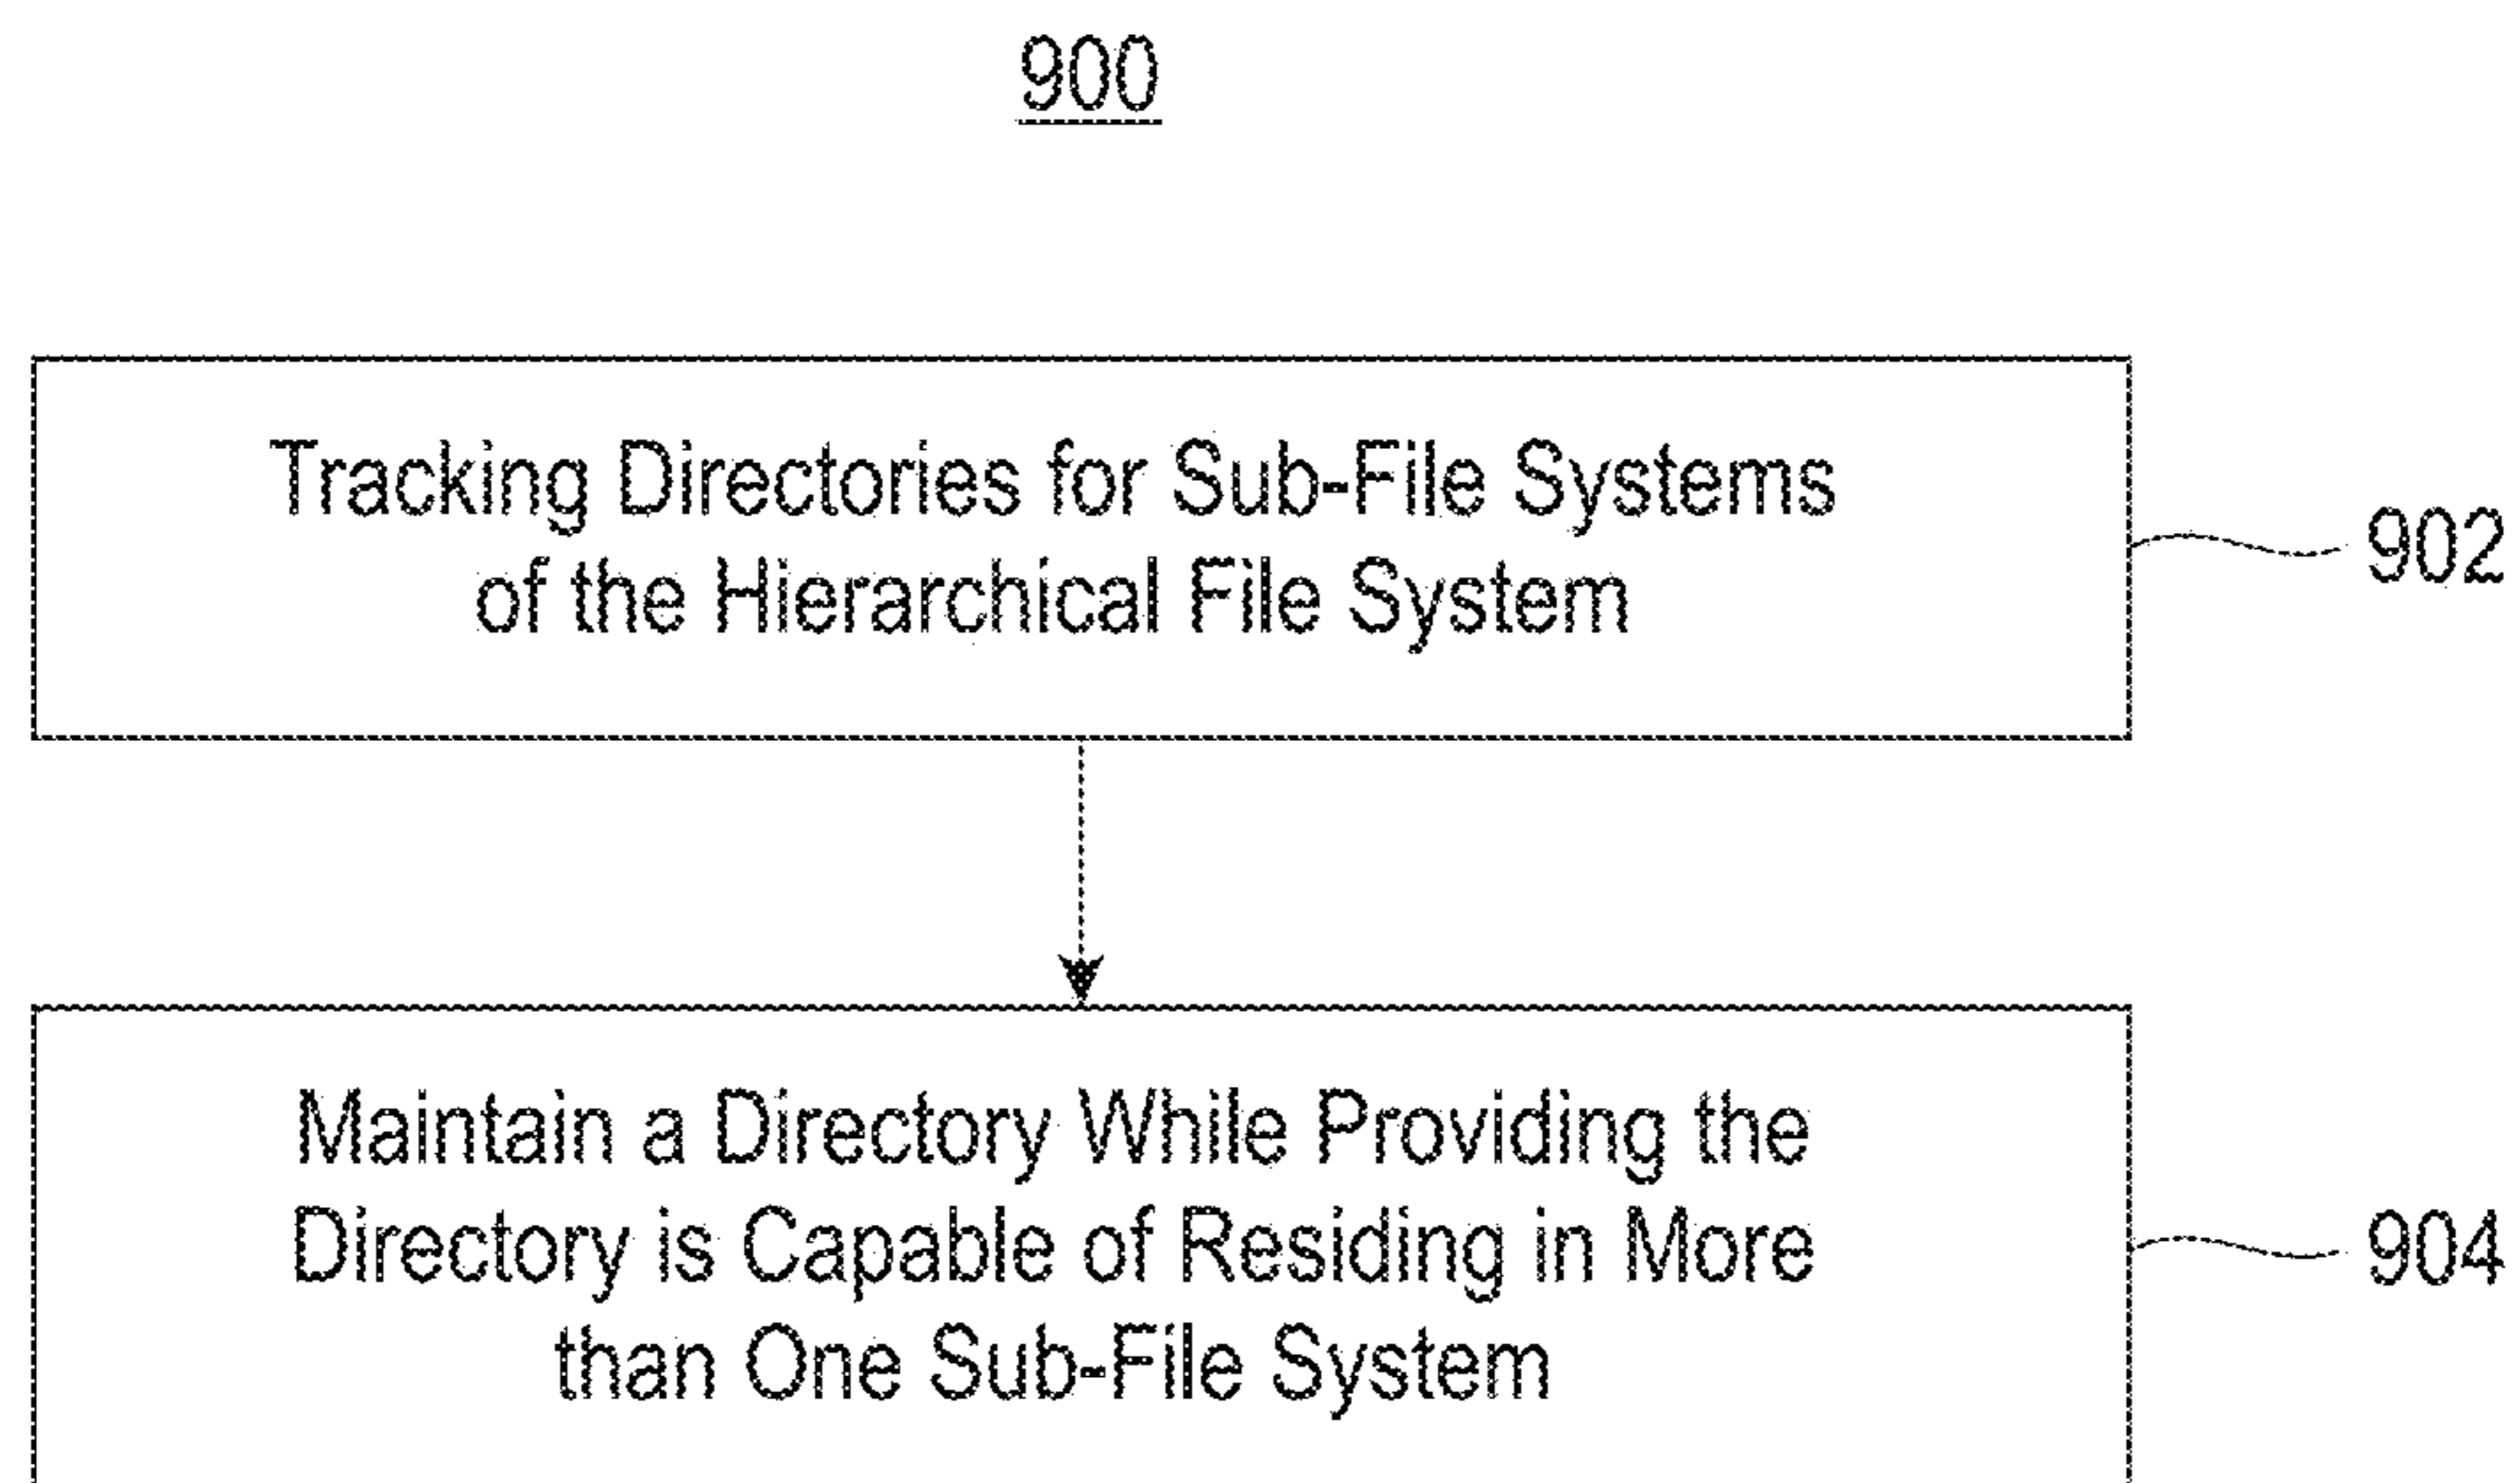 900
Tracking Directories for Sub-File Systems
of the Hierarchical File System
902
Maintain a Directory While Providing the
Directory is Capable of Residing in More
than One Sub-File System
904